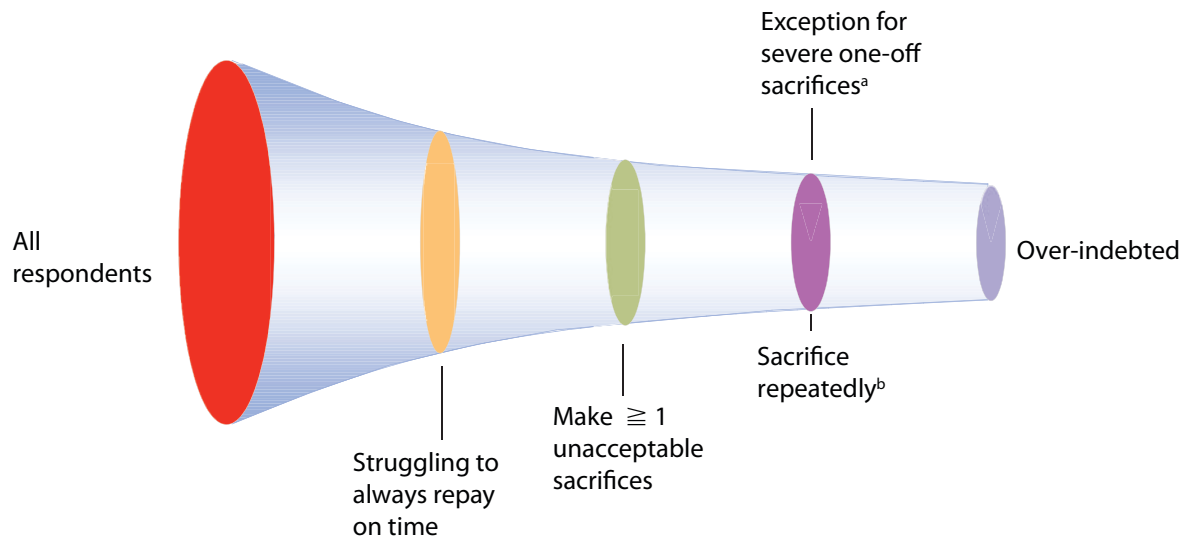 Exception for
severe one-off
sacrificesᵃ
All
respondents
Over-indebted
Sacrifice
repeatedlyᵇ
Make ≧ 1
unacceptable
sacrifices
Struggling to
always repay
on time